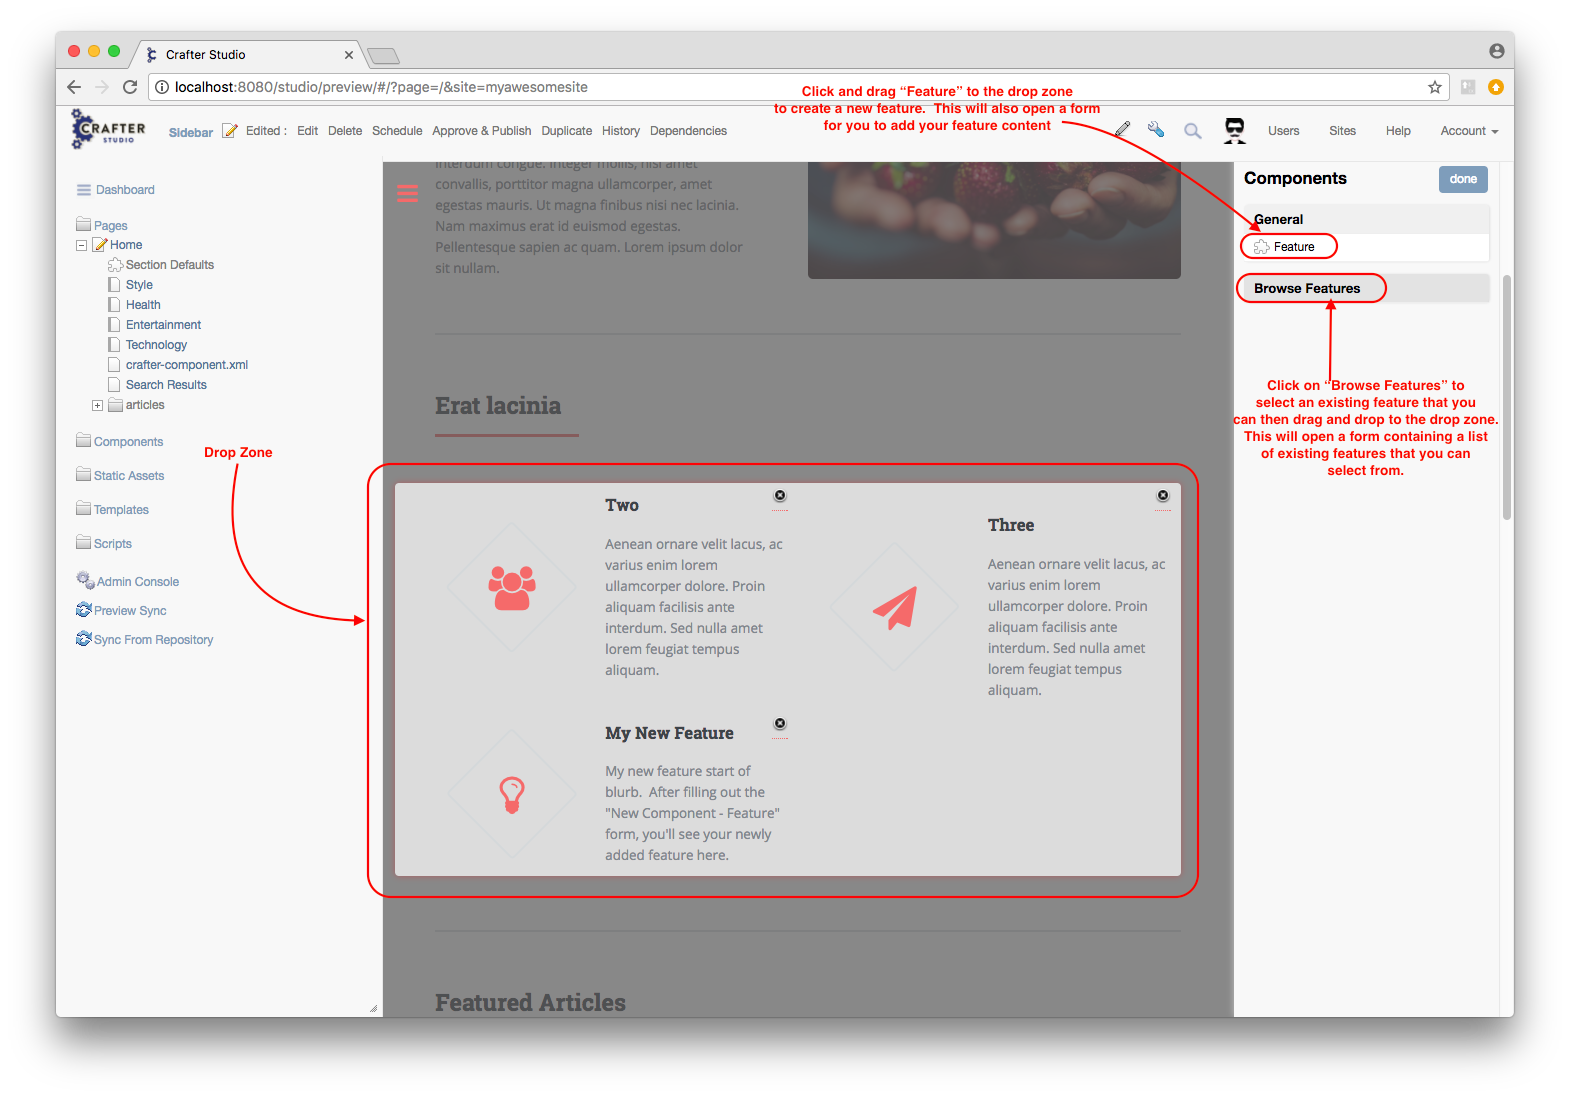 Crafter Studio
localhost:8080/studio/preview/#/?page=/&site=myawesomesite
Click and drag “Feature” to the drop zone
to create a new feature.  This will also open a form
for you to add your feature content
CRAFTER
STUDIO
Sidebar
Edited :
Edit
Delete
Schedule
Approve & Publish
Duplicate
History
Dependencies
Users
Sites
Help
Account
Dashboard
Pages
Home
Section Defaults
Style
Health
Entertainment
Technology
crafter-component.xml
Search Results
articles
Components
Static Assets
Templates
Scripts
Admin Console
Preview Sync
Sync From Repository
Drop Zone
interdum congue. Integer mollis, nisl amet
convallis, porttitor magna ullamcorper, amet
egestas mauris. Ut magna finibus nisi nec lacinia.
Nam maximus erat id euismod egestas.
Pellentesque sapien ac quam. Lorem ipsum dolor
sit nullam.
Erat lacinia
Two
Aenean ornare velit lacus, ac
varius enim lorem
ullamcorper dolore. Proin
aliquam facilisis ante
interdum. Sed nulla amet
lorem feugiat tempus
aliquam.
Three
Aenean ornare velit lacus, ac
varius enim lorem
ullamcorper dolore. Proin
aliquam facilisis ante
interdum. Sed nulla amet
lorem feugiat tempus
aliquam.
My New Feature
My new feature start of
blurb.  After filling out the
"New Component - Feature"
form, you'll see your newly
added feature here.
Featured Articles
Components
done
General
Feature
Browse Features
Click on “Browse Features” to
select an existing feature that you
can then drag and drop to the drop zone.
This will open a form containing a list
of existing features that you can
select from.